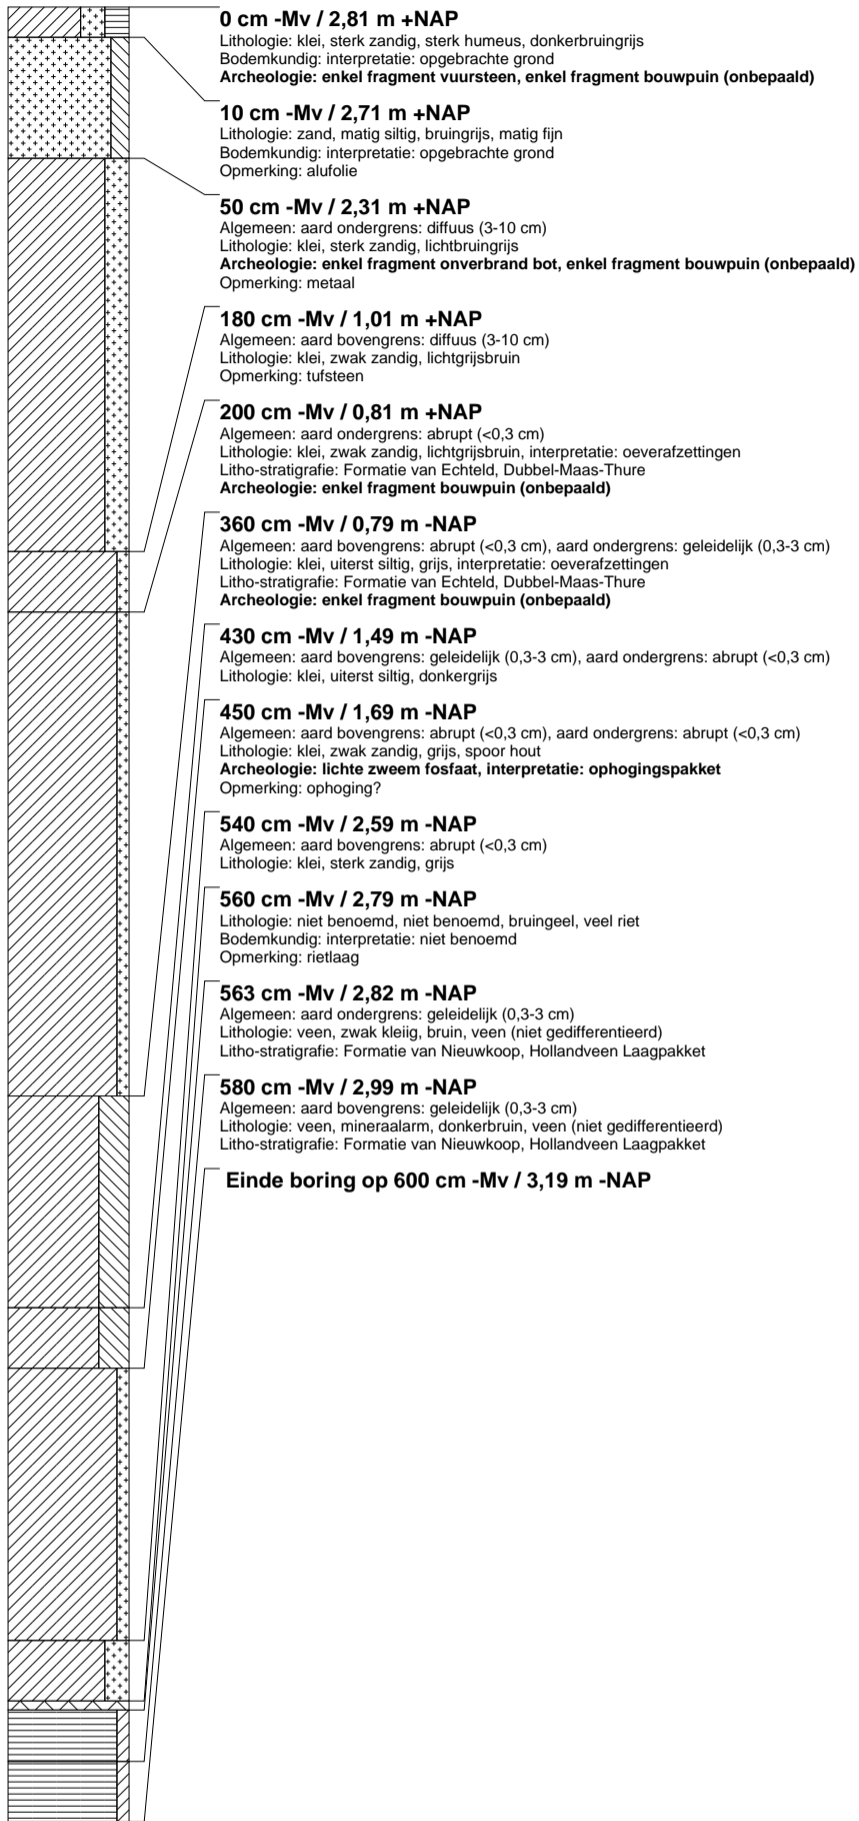 0 cm -Mv / 2,81 m +NAP
Lithologie: klei, sterk zandig, sterk humeus, donkerbruingrijs
Bodemkundig: interpretatie: opgebrachte grond
Archeologie: enkel fragment vuursteen, enkel fragment bouwpuin (onbepaald)
10 cm -Mv / 2,71 m +NAP
Lithologie: zand, matig siltig, bruingrijs, matig fijn
Bodemkundig: interpretatie: opgebrachte grond
Opmerking: alufolie
50 cm -Mv / 2,31 m +NAP
Algemeen: aard ondergrens: diffuus (3-10 cm)
Lithologie: klei, sterk zandig, lichtbruingrijs
Archeologie: enkel fragment onverbrand bot, enkel fragment bouwpuin (onbepaald)
Opmerking: metaal
180 cm -Mv / 1,01 m +NAP
Algemeen: aard bovengrens: diffuus (3-10 cm)
Lithologie: klei, zwak zandig, lichtgrijsbruin
Opmerking: tufsteen
200 cm -Mv / 0,81 m +NAP
Algemeen: aard ondergrens: abrupt (<0,3 cm)
Lithologie: klei, zwak zandig, lichtgrijsbruin, interpretatie: oeverafzettingen
Litho-stratigrafie: Formatie van Echteld, Dubbel-Maas-Thure
Archeologie: enkel fragment bouwpuin (onbepaald)
360 cm -Mv / 0,79 m -NAP
Algemeen: aard bovengrens: abrupt (<0,3 cm), aard ondergrens: geleidelijk (0,3-3 cm)
Lithologie: klei, uiterst siltig, grijs, interpretatie: oeverafzettingen
Litho-stratigrafie: Formatie van Echteld, Dubbel-Maas-Thure
Archeologie: enkel fragment bouwpuin (onbepaald)
430 cm -Mv / 1,49 m -NAP
Algemeen: aard bovengrens: geleidelijk (0,3-3 cm), aard ondergrens: abrupt (<0,3 cm)
Lithologie: klei, uiterst siltig, donkergrijs
450 cm -Mv / 1,69 m -NAP
Algemeen: aard bovengrens: abrupt (<0,3 cm), aard ondergrens: abrupt (<0,3 cm)
Lithologie: klei, zwak zandig, grijs, spoor hout
Archeologie: lichte zweem fosfaat, interpretatie: ophogingspakket
Opmerking: ophoging?
540 cm -Mv / 2,59 m -NAP
Algemeen: aard bovengrens: abrupt (<0,3 cm)
Lithologie: klei, sterk zandig, grijs
560 cm -Mv / 2,79 m -NAP
Lithologie: niet benoemd, niet benoemd, bruingeel, veel riet
Bodemkundig: interpretatie: niet benoemd
Opmerking: rietlaag
563 cm -Mv / 2,82 m -NAP
Algemeen: aard ondergrens: geleidelijk (0,3-3 cm)
Lithologie: veen, zwak kleiig, bruin, veen (niet gedifferentieerd)
Litho-stratigrafie: Formatie van Nieuwkoop, Hollandveen Laagpakket
580 cm -Mv / 2,99 m -NAP
Algemeen: aard bovengrens: geleidelijk (0,3-3 cm)
Lithologie: veen, mineraalarm, donkerbruin, veen (niet gedifferentieerd)
Litho-stratigrafie: Formatie van Nieuwkoop, Hollandveen Laagpakket
Einde boring op 600 cm -Mv / 3,19 m -NAP